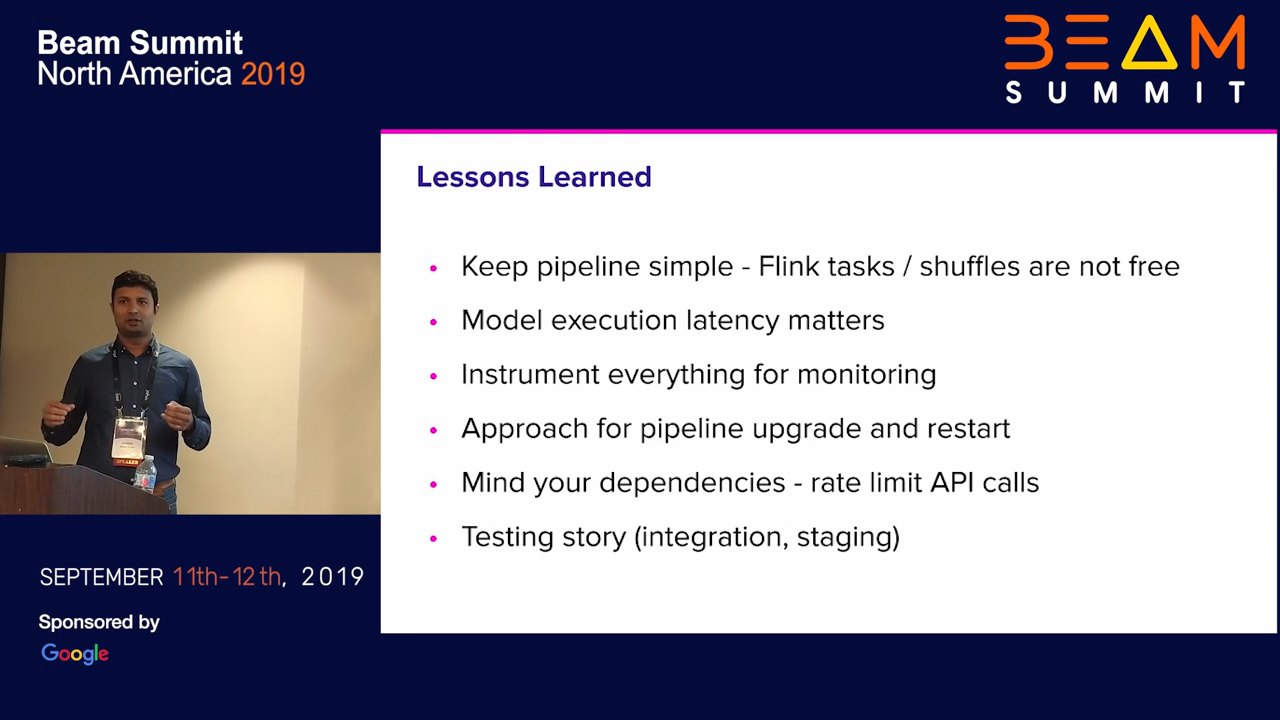 Beam Summit
North America 2019
BEAM
SUMMIT
Lessons Learned
• Keep pipeline simple - Flink tasks / shuffles are not free
• Model execution latency matters
• Instrument everything for monitoring
• Approach for pipeline upgrade and restart
• Mind your dependencies - rate limit API calls
• Testing story (integration, staging)
SPEAKER
SEPTEMBER 11th-12th, 2019
Sponsored by
Google